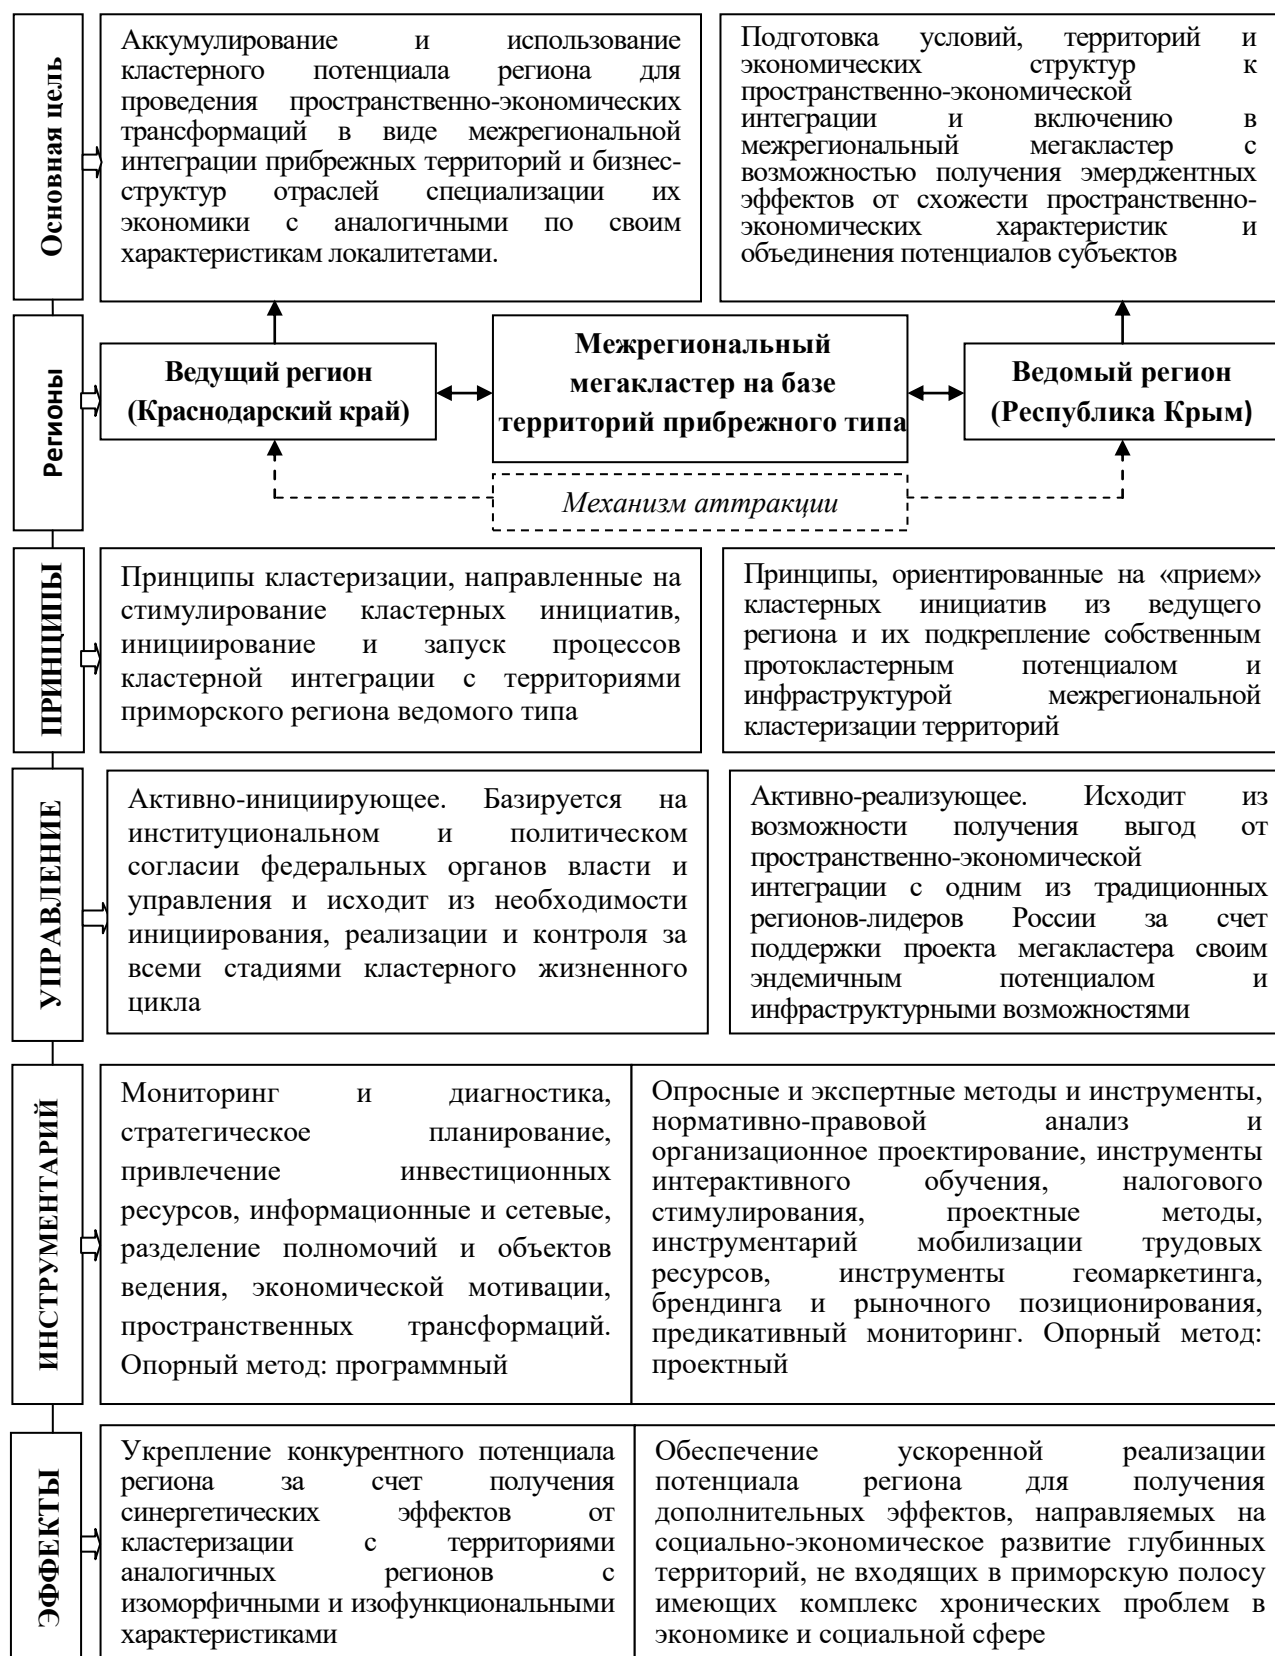 Основная цель
Аккумулирование и использование
кластерного потенциала региона для
проведения пространственно-экономических
трансформаций в виде межрегиональной
интеграции прибрежных территорий и бизнес-
структур отраслей специализации их
экономики с аналогичными по своим
характеристикам локалитетами.
Подготовка условий, территорий и
экономических структур к
пространственно-экономической
интеграции и включению в
межрегиональный мегакластер с
возможностью получения эмерджентных
эффектов от схожести пространственно-
экономических характеристик и
объединения потенциалов субъектов
Регионы
Ведущий регион
(Краснодарский край)
Межрегиональный
мегакластер на базе
территорий прибрежного типа
Ведомый регион
(Республика Крым)
Механизм аттракции
ПРИНЦИПЫ
Принципы кластеризации, направленные на
стимулирование кластерных инициатив,
инициирование и запуск процессов
кластерной интеграции с территориями
приморского региона ведомого типа
Принципы, ориентированные на «прием»
кластерных инициатив из ведущего
региона и их подкрепление собственным
протокластерным потенциалом и
инфраструктурой межрегиональной
кластеризации территорий
УПРАВЛЕНИЕ
Активно-инициирующее. Базируется на
институциональном и политическом
согласии федеральных органов власти и
управления и исходит из необходимости
инициирования, реализации и контроля за
всеми стадиями кластерного жизненного
цикла
Активно-реализующее. Исходит из
возможности получения выгод от
пространственно-экономической
интеграции с одним из традиционных
регионов-лидеров России за счет
поддержки проекта мегакластера своим
эндемичным потенциалом и
инфраструктурными возможностями
ИНСТРУМЕНТАРИЙ
Мониторинг и диагностика,
стратегическое планирование,
привлечение инвестиционных
ресурсов, информационные и сетевые,
разделение полномочий и объектов
ведения, экономической мотивации,
пространственных трансформаций.
Опорный метод: программный
Опросные и экспертные методы и инструменты,
нормативно-правовой анализ и
организационное проектирование, инструменты
интерактивного обучения, налогового
стимулирования, проектные методы,
инструментарий мобилизации трудовых
ресурсов, инструменты геомаркетинга,
брендинга и рыночного позиционирования,
предикативный мониторинг. Опорный метод:
проектный
ЭФФЕКТЫ
Укрепление конкурентного потенциала
региона за счет получения
синергетических эффектов от
кластеризации с территориями
аналогичных регионов с
изоморфичными и изофункциональными
характеристиками
Обеспечение ускоренной реализации
потенциала региона для получения
дополнительных эффектов, направляемых на
социально-экономическое развитие глубинных
территорий, не входящих в приморскую полосу
имеющих комплекс хронических проблем в
экономике и социальной сфере